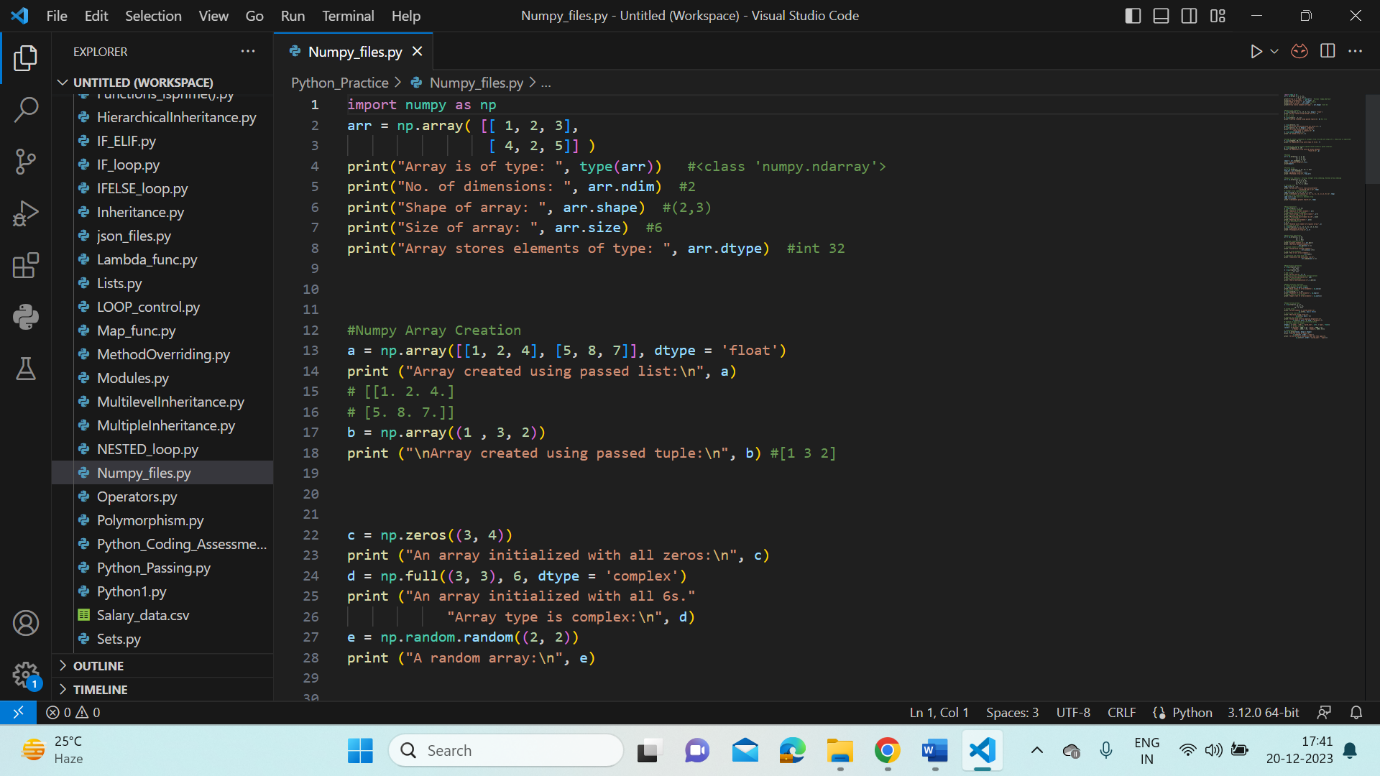 File Edit Selection View Go Run Terminal Help
Numpy_files.py - Untitled (Workspace) - Visual Studio Code
EXPLORER
UNTITLED (WORKSPACE)
Functions_isprime().py
HierarchicalInheritance.py
IF_ELIF.py
IF_loop.py
IFELSE_loop.py
Inheritance.py
json_files.py
Lambda_func.py
Lists.py
LOOP_control.py
Map_func.py
MethodOverriding.py
Modules.py
MultilevelInheritance.py
MultipleInheritance.py
NESTED_loop.py
Numpy_files.py
Operators.py
Polymorphism.py
Python_Coding_Assessme...
Python_Passing.py
Python1.py
Salary_data.csv
Sets.py
OUTLINE
TIMELINE
1
Numpy_files.py
Python_Practice > Numpy_files.py > ...
1 import numpy as np
2 arr = np.array( [[ 1, 2, 3],
3 [ 4, 2, 5]] )
4 print("Array is of type: ", type(arr)) #<class 'numpy.ndarray'>
5 print("No. of dimensions: ", arr.ndim) #2
6 print("Shape of array: ", arr.shape) #(2,3)
7 print("Size of array: ", arr.size) #6
8 print("Array stores elements of type: ", arr.dtype) #int 32
9
10
11
12 #Numpy Array Creation
13 a = np.array([[1, 2, 4], [5, 8, 7]], dtype = 'float')
14 print ("Array created using passed list:\n", a)
15 # [[1. 2. 4.]
16 # [5. 8. 7.]]
17 b = np.array((1 , 3, 2))
18 print ("\nArray created using passed tuple:\n", b) #[1 3 2]
19
20
21
22 c = np.zeros((3, 4))
23 print ("An array initialized with all zeros:\n", c)
24 d = np.full((3, 3), 6, dtype = 'complex')
25 print ("An array initialized with all 6s."
26 "Array type is complex:\n", d)
27 e = np.random.random((2, 2))
28 print ("A random array:\n", e)
29
30
0 0
Ln 1, Col 1 Spaces: 3 UTF-8 CRLF Python 3.12.0 64-bit
25°C
Haze
Search
ENG
IN
17:41
20-12-2023